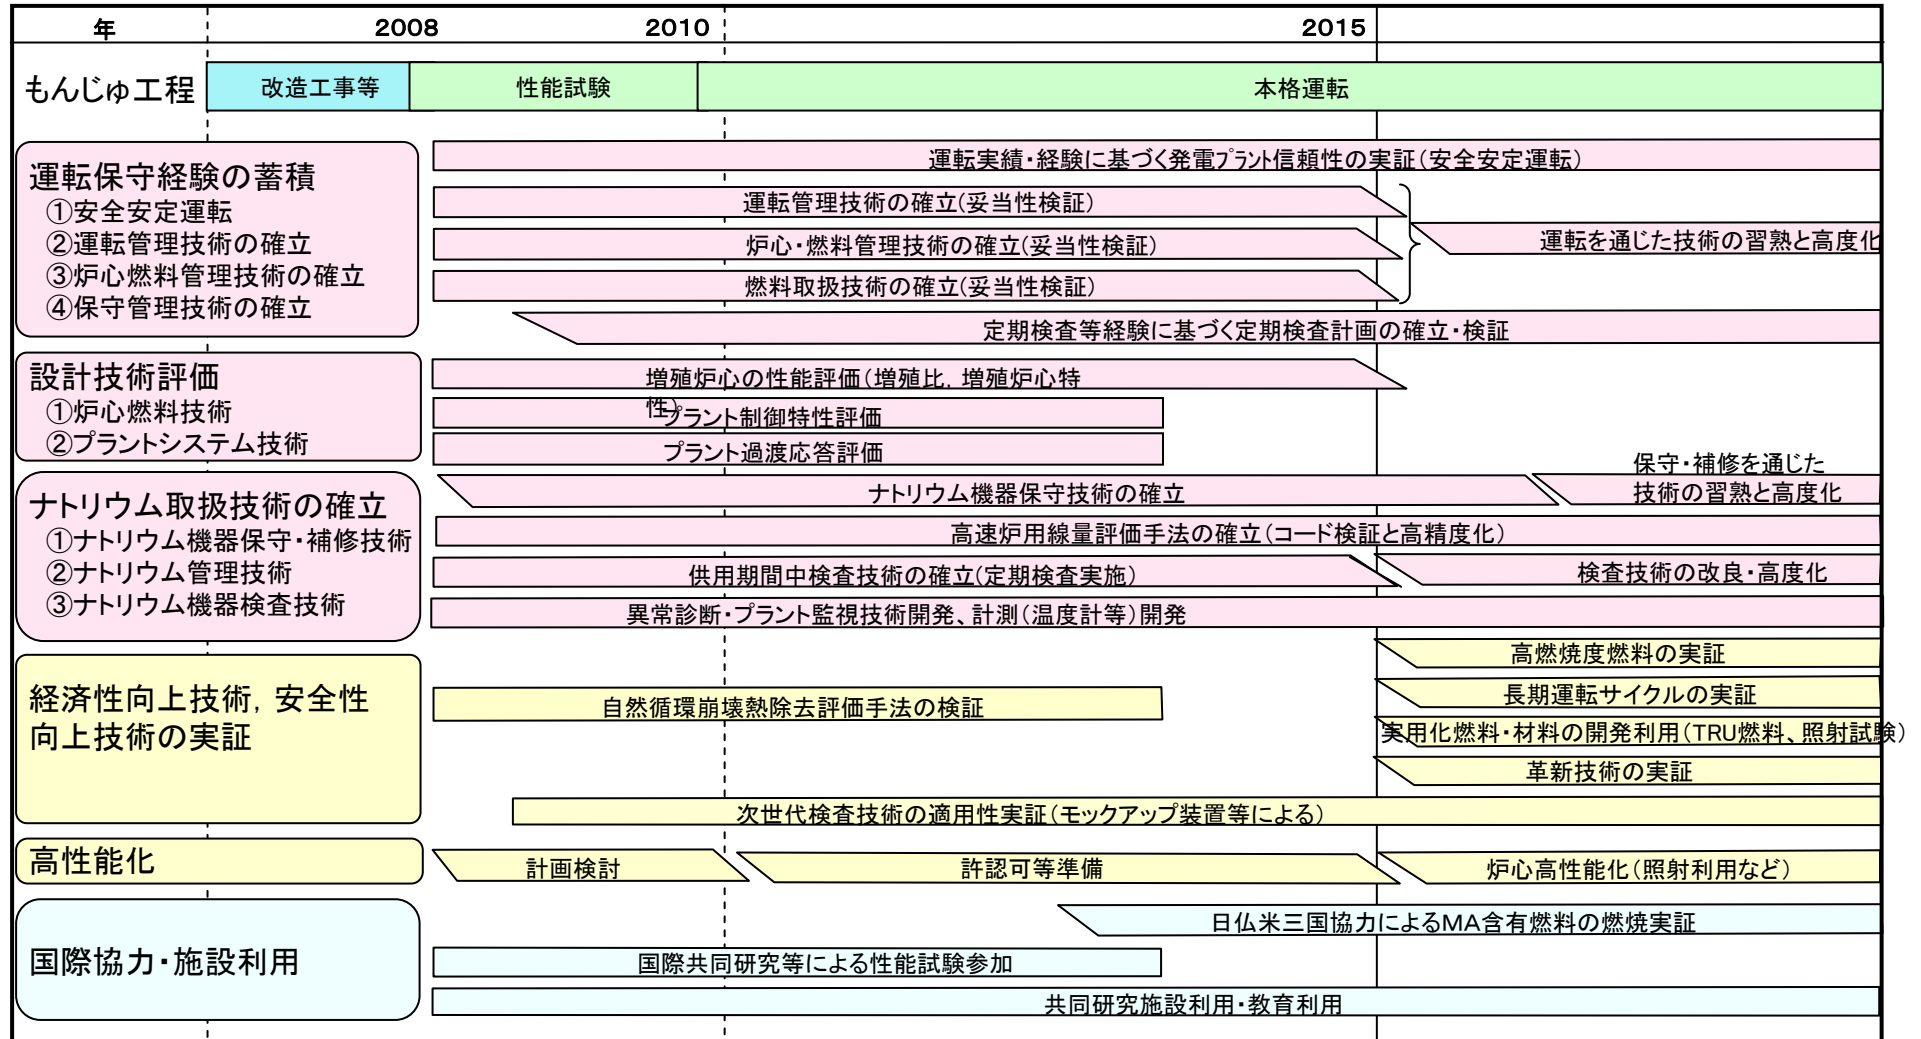 年 2008 2010 2015
もんじゅ工程 改造工事等 性能試験 本格運転
運転保守経験の蓄積
①安全安定運転
②運転管理技術の確立
③炉心燃料管理技術の確立
④保守管理技術の確立
運転実績・経験に基づく発電プラント信頼性の実証（安全安定運転）
運転管理技術の確立(妥当性検証)
炉心・燃料管理技術の確立(妥当性検証)
燃料取扱技術の確立(妥当性検証)
運転を通じた技術の習熟と高度化
定期検査等経験に基づく定期検査計画の確立・検証
設計技術評価
①炉心燃料技術
②プラントシステム技術
増殖炉心の性能評価（増殖比, 増殖炉心特
性）
プラント制御特性評価
プラント過渡応答評価
ナトリウム取扱技術の確立
①ナトリウム機器保守・補修技術
②ナトリウム管理技術
③ナトリウム機器検査技術
ナトリウム機器保守技術の確立
保守・補修を通じた
技術の習熟と高度化
高速炉用線量評価手法の確立（コード検証と高精度化）
供用期間中検査技術の確立(定期検査実施)
検査技術の改良・高度化
異常診断・プラント監視技術開発、計測（温度計等）開発
経済性向上技術, 安全性
向上技術の実証
高燃焼度燃料の実証
長期運転サイクルの実証
自然循環崩壊熱除去評価手法の検証
実用化燃料・材料の開発利用（TRU燃料、照射試験）
革新技術の実証
次世代検査技術の適用性実証（モックアップ装置等による）
高性能化
計画検討
許認可等準備
炉心高性能化（照射利用など）
国際協力・施設利用
日仏米三国協力によるMA含有燃料の燃焼実証
国際共同研究等による性能試験参加
共同研究施設利用・教育利用